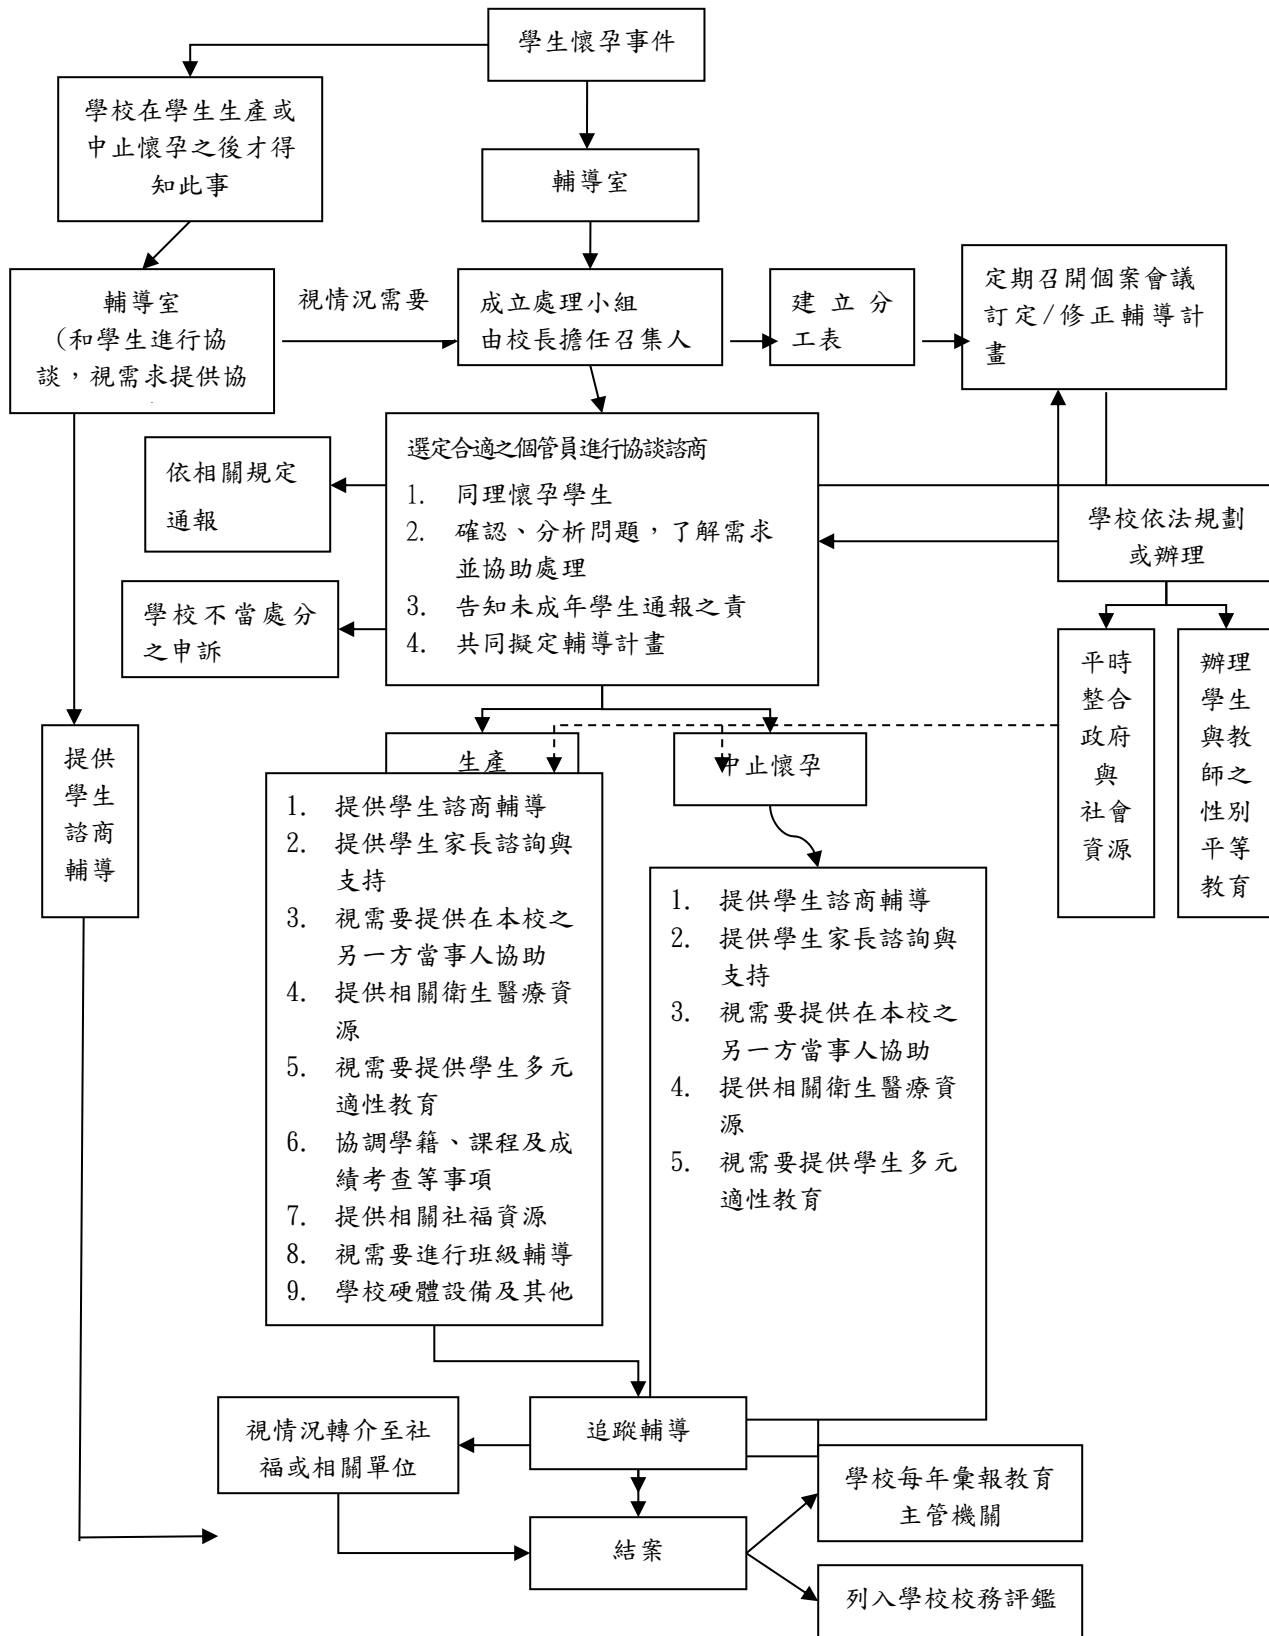 學生懷孕事件
學校在學生生產或
中止懷孕之後才得
知此事
輔導室
輔導室
(和學生進行協
談，視需求提供協
視情況需要
成立處理小組
由校長擔任召集人
建立分
工表
定期召開個案會議
訂定/修正輔導計
畫
選定合適之個管員進行協談諮商
1. 同理懷孕學生
2. 確認、分析問題，了解需求
並協助處理
3. 告知未成年學生通報之責
4. 共同擬定輔導計畫
依相關規定
通報
學校不當處分
之申訴
學校依法規劃
或辦理
平時
整合
政府
與
社會
資源
辦理
學生
與教
師之
性別
平等
教育
提供
學生
諮商
輔導
生產
1. 提供學生諮商輔導
2. 提供學生家長諮詢與
支持
3. 視需要提供在本校之
另一方當事人協助
4. 提供相關衛生醫療資
源
5. 視需要提供學生多元
適性教育
6. 協調學籍、課程及成
績考查等事項
7. 提供相關社福資源
8. 視需要進行班級輔導
9. 學校硬體設備及其他
中止懷孕
1. 提供學生諮商輔導
2. 提供學生家長諮詢與
支持
3. 視需要提供在本校之
另一方當事人協助
4. 提供相關衛生醫療資
源
5. 視需要提供學生多元
適性教育
視情況轉介至社
福或相關單位
追蹤輔導
結案
學校每年彙報教育
主管機關
列入學校校務評鑑